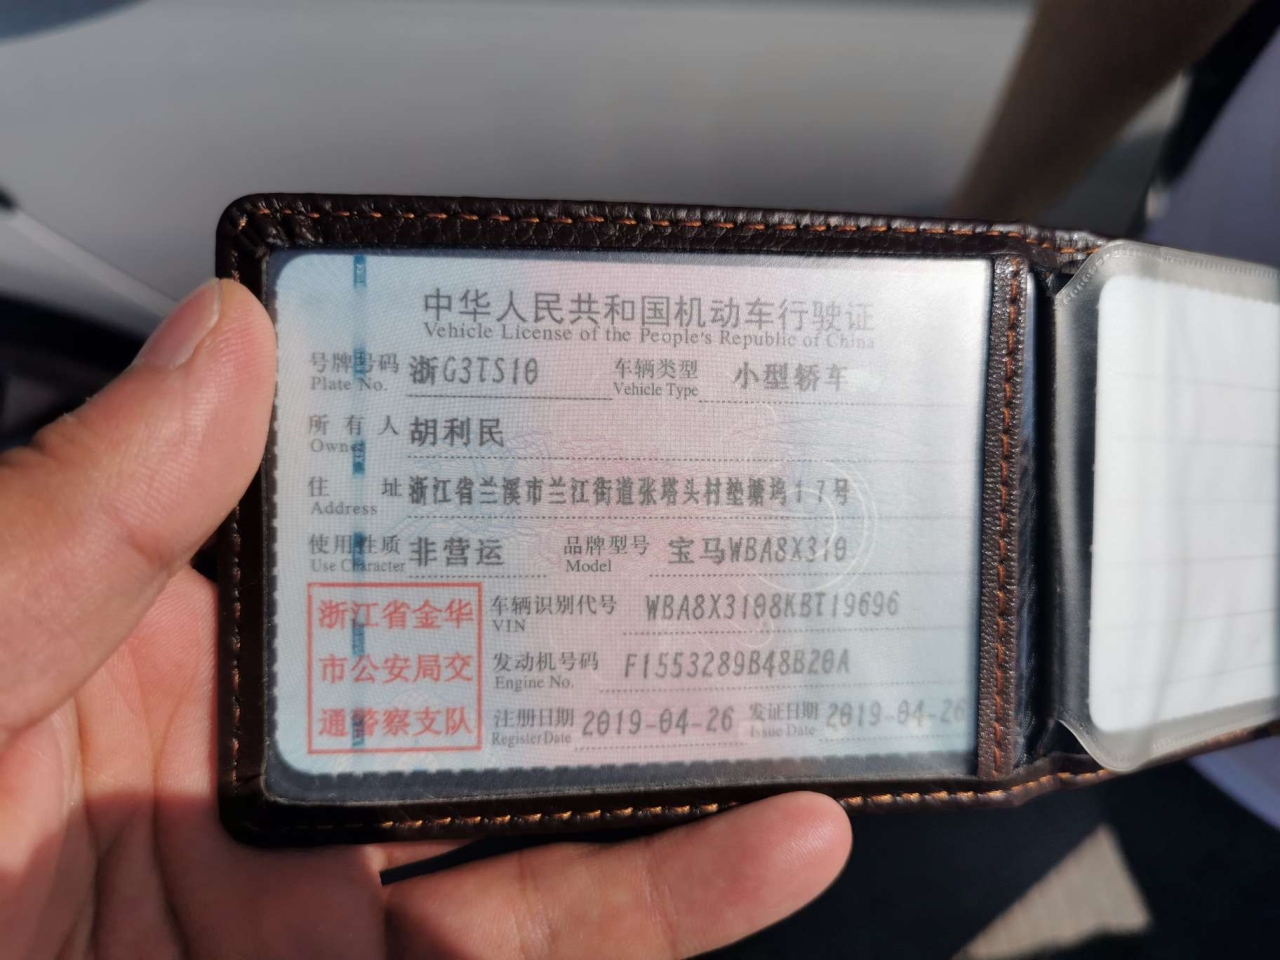 中华人民共和国机动车行驶证
Vehicle License of the People's Republic of China
号牌号码 浙G3TS10 车辆类型 小型轿车
Plate No. Vehicle Type
所有人 胡利民
Owner
住址 浙江省兰溪市兰江街道张塔头村垫塘坞17号
Address
使用性质 非营运 品牌型号 宝马WBA8X310
Use Character Model
浙江省金华
市公安局交
通警察支队
车辆识别代号 WBA8X3108KBT19696
VIN
发动机号码 F1553289B48B20A
Engine No.
注册日期 2019-04-26 发证日期 2019-04-26
Register Date Issue Date